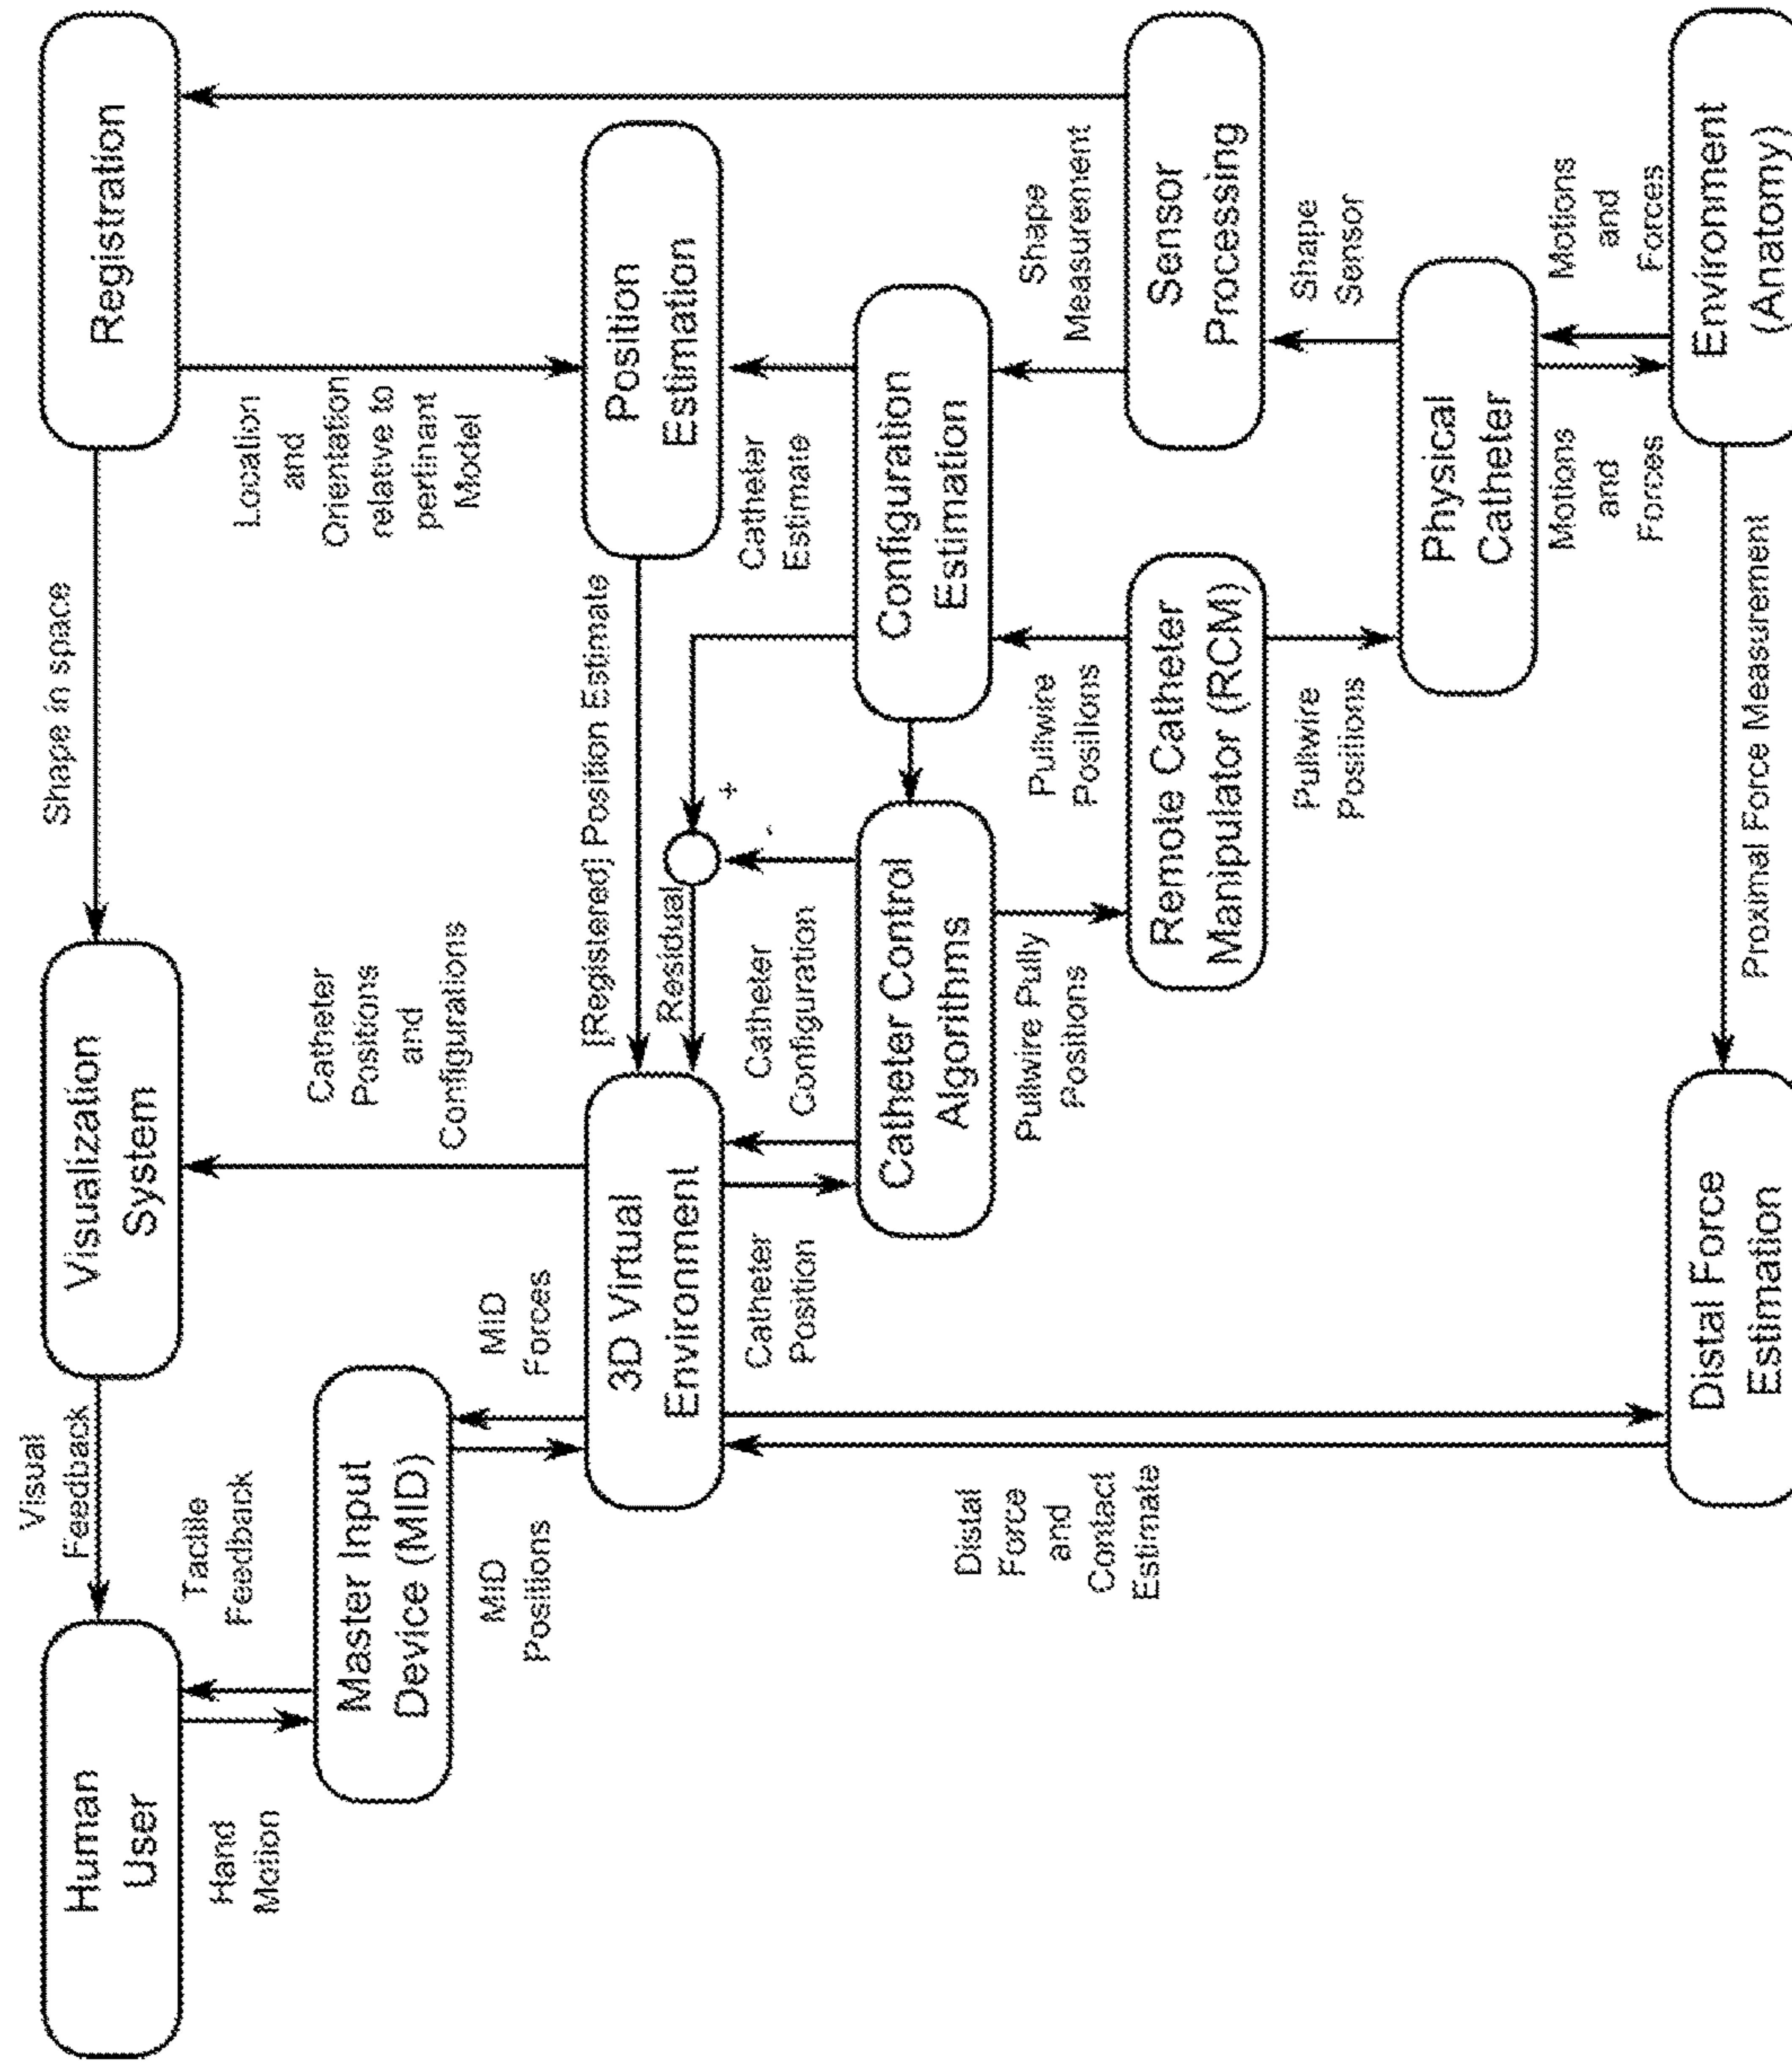 Human
User
Visual
Feedback
Visualization
System
Shape in space
Registration
Hand
Motion
Tactile
Feedback
Master Input
Device (MID)
MID
Positions
MID
Forces
Catheter
Positions
and
Configurations
Location
and
Orientation
relative to
pertinant
Model
3D Virtual
Environment
[Registered] Position Estimate
Residual
Position
Estimation
Catheter
Position
Catheter
Configuration
-
+
Catheter
Estimate
Catheter Control
Algorithms
Configuration
Estimation
Distal
Force
and
Contact
Estimate
Pullwire Pully
Positions
Pullwire
Positions
Shape
Measurement
Remote Catheter
Manipulator (RCM)
Sensor
Processing
Pullwire
Positions
Shape
Sensor
Physical
Catheter
Motions
and
Forces
Motions
and
Forces
Distal Force
Estimation
Proximal Force Measurement
Environment
(Anatomy)